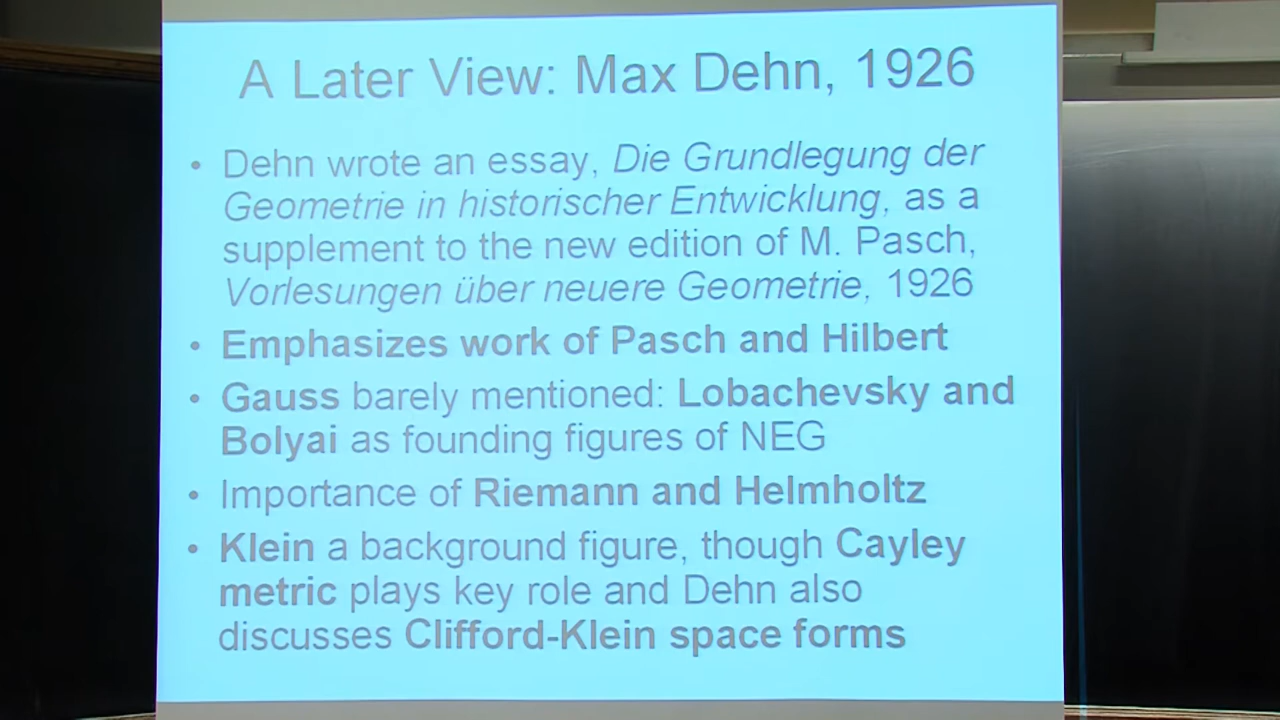 A Later View: Max Dehn, 1926
• Dehn wrote an essay, Die Grundlegung der
Geometrie in historischer Entwicklung, as a
supplement to the new edition of M. Pasch,
Vorlesungen über neuere Geometrie, 1926
• Emphasizes work of Pasch and Hilbert
• Gauss barely mentioned: Lobachevsky and
Bolyai as founding figures of NEG
• Importance of Riemann and Helmholtz
• Klein a background figure, though Cayley
metric plays key role and Dehn also
discusses Clifford-Klein space forms